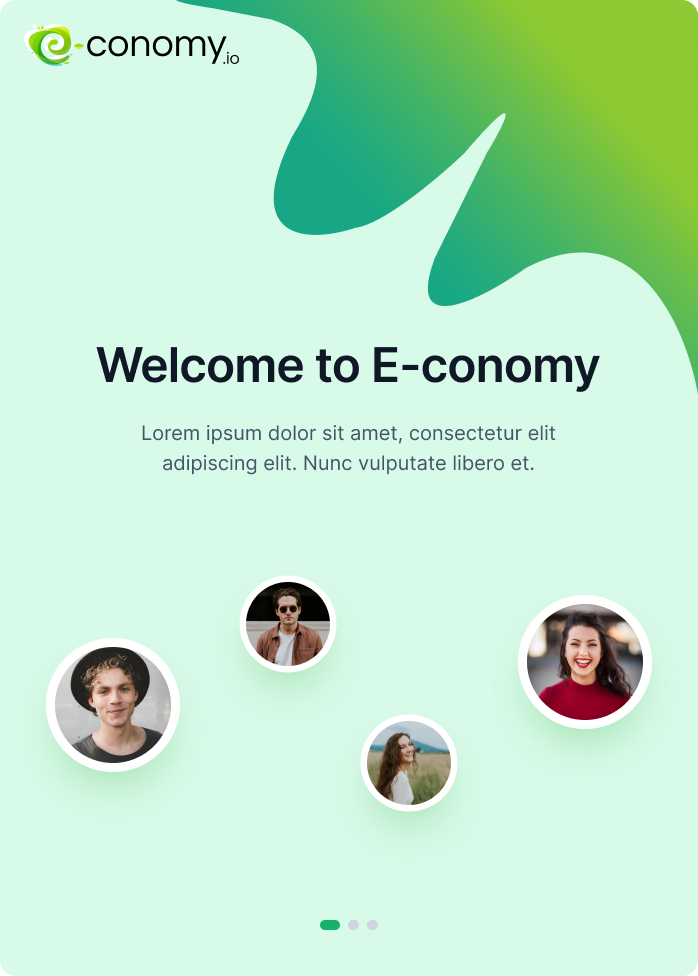 e-conomy.io
Welcome to E-conomy
Lorem ipsum dolor sit amet, consectetur elit
adipiscing elit. Nunc vulputate libero et.